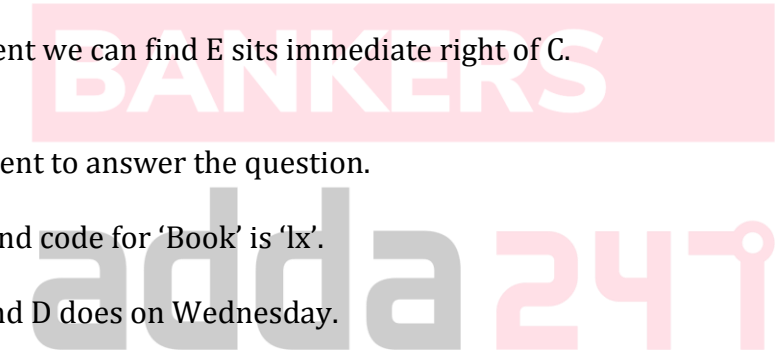 ent we can find E sits immediate right of C.
BANKERS
ent to answer the question.
nd code for ‘Book’ is ‘lx’.
adda 247
nd D does on Wednesday.